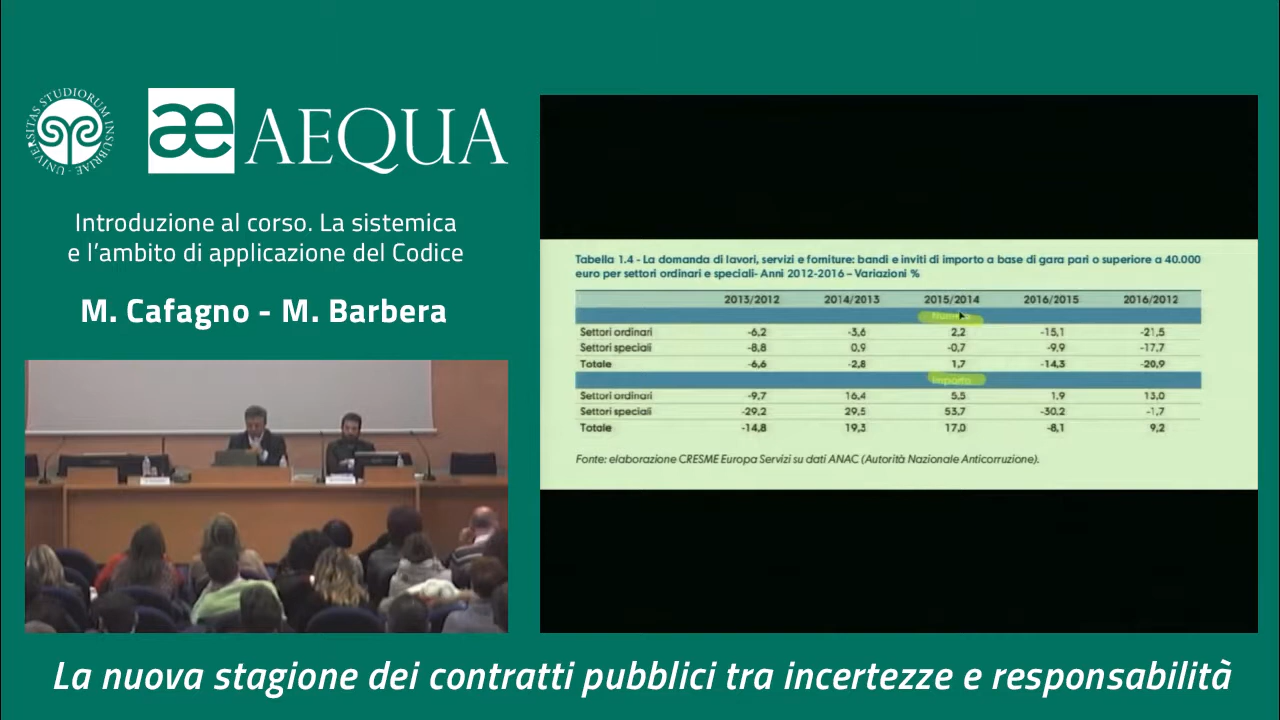 UNIVERSITAS STUDIORUM INSUBRIAE
æ AEQUA
Introduzione al corso. La sistemica
e l’ambito di applicazione del Codice
M. Cafagno - M. Barbera
Tabella 1.4 - La domanda di lavori, servizi e forniture: bandi e inviti di importo a base di gara pari o superiore a 40.000
euro per settori ordinari e speciali- Anni 2012-2016 – Variazioni %
2013/2012 2014/2013 2015/2014 2016/2015 2016/2012
Numero
Settori ordinari -6,2 -3,6 2,2 -15,1 -21,5
Settori speciali -8,8 0,9 -0,7 -9,9 -17,7
Totale -6,6 -2,8 1,7 -14,3 -20,9
Importo
Settori ordinari -9,7 16,4 5,5 1,9 13,0
Settori speciali -29,2 29,5 53,7 -30,2 -1,7
Totale -14,8 19,3 17,0 -8,1 9,2
Fonte: elaborazione CRESME Europa Servizi su dati ANAC (Autorità Nazionale Anticorruzione).
La nuova stagione dei contratti pubblici tra incertezze e responsabilità